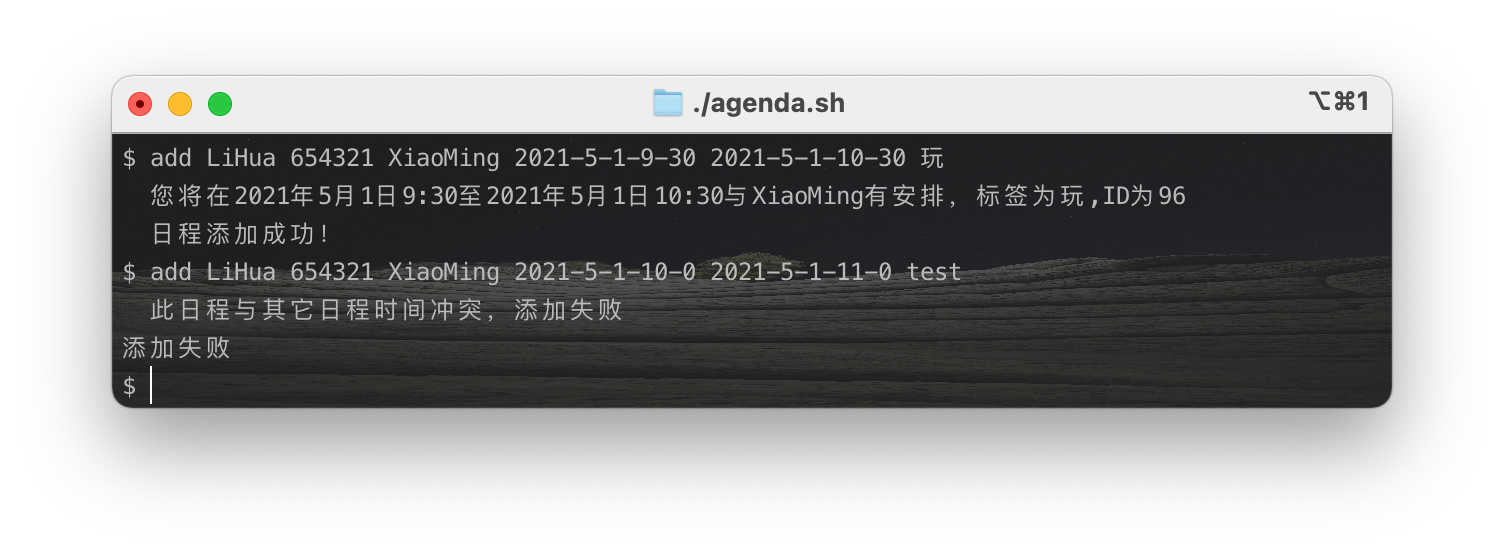 ./agenda.sh
⌥⌘1
$ add LiHua 654321 XiaoMing 2021-5-1-9-30 2021-5-1-10-30 玩
您将在2021年5月1日9:30至2021年5月1日10:30与XiaoMing有安排，标签为玩,ID为96
日程添加成功!
$ add LiHua 654321 XiaoMing 2021-5-1-10-0 2021-5-1-11-0 test
此日程与其它日程时间冲突，添加失败
添加失败
$